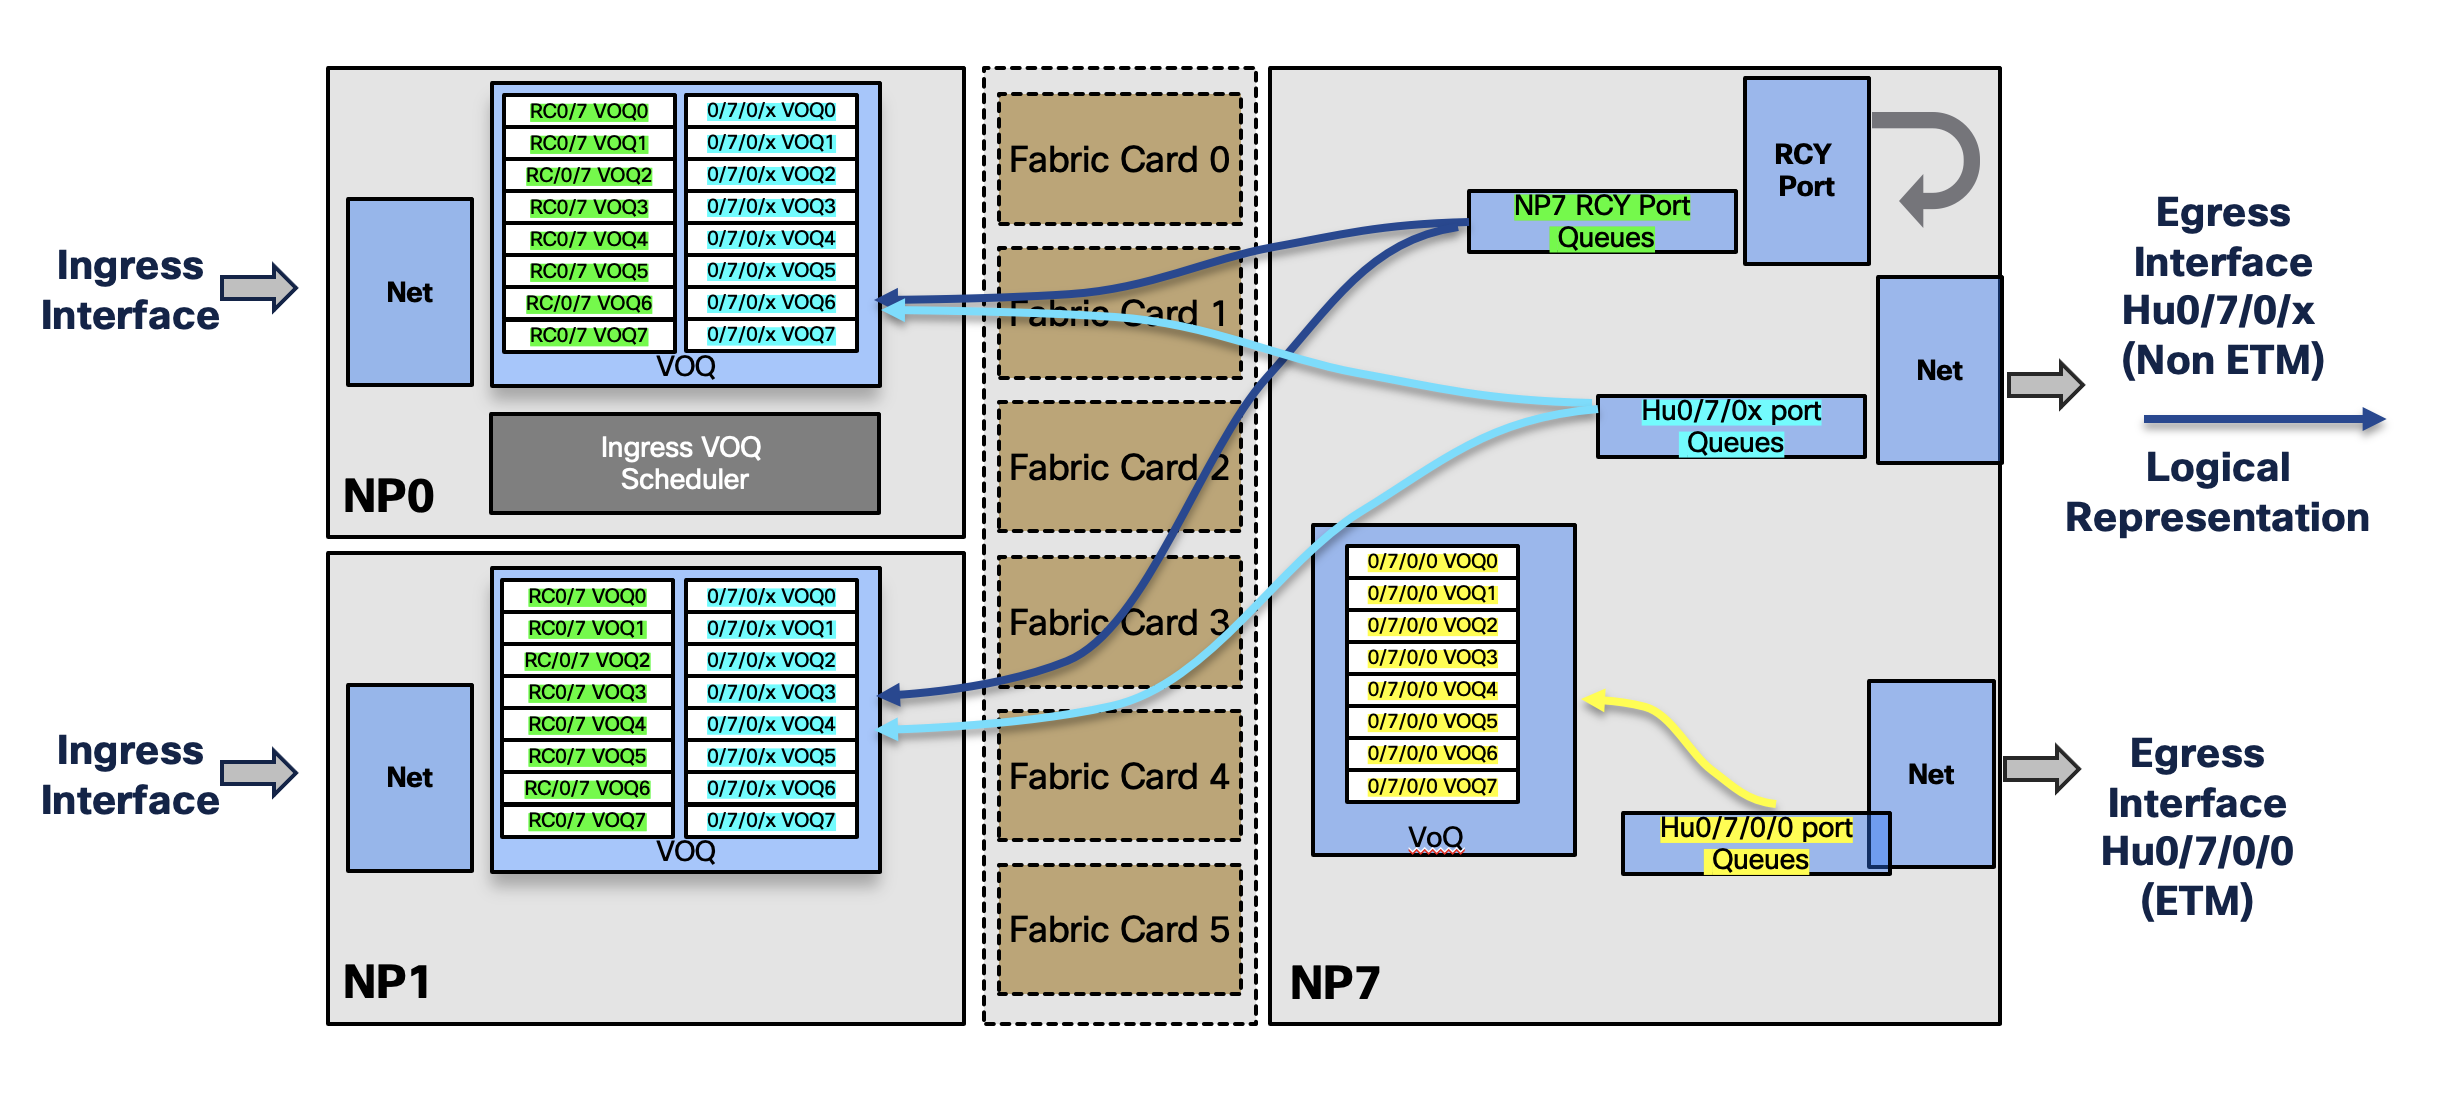 Ingress
Interface
Net
RC0/7 VOQ0
RC0/7 VOQ1
RC/0/7 VOQ2
RC0/7 VOQ3
RC0/7 VOQ4
RC0/7 VOQ5
RC/0/7 VOQ6
RC0/7 VOQ7
0/7/0/x VOQ0
0/7/0/x VOQ1
0/7/0/x VOQ2
0/7/0/x VOQ3
0/7/0/x VOQ4
0/7/0/x VOQ5
0/7/0/x VOQ6
0/7/0/x VOQ7
VOQ
Ingress VOQ
Scheduler
NP0
Ingress
Interface
Net
RC0/7 VOQ0
RC0/7 VOQ1
RC/0/7 VOQ2
RC0/7 VOQ3
RC0/7 VOQ4
RC0/7 VOQ5
RC/0/7 VOQ6
RC0/7 VOQ7
0/7/0/x VOQ0
0/7/0/x VOQ1
0/7/0/x VOQ2
0/7/0/x VOQ3
0/7/0/x VOQ4
0/7/0/x VOQ5
0/7/0/x VOQ6
0/7/0/x VOQ7
VOQ
NP1
Fabric Card 0
Fabric Card 1
Fabric Card 2
Fabric Card 3
Fabric Card 4
Fabric Card 5
RCY
Port
NP7 RCY Port
Queues
Net
Hu0/7/0x port
Queues
0/7/0/0 VOQ0
0/7/0/0 VOQ1
0/7/0/0 VOQ2
0/7/0/0 VOQ3
0/7/0/0 VOQ4
0/7/0/0 VOQ5
0/7/0/0 VOQ6
0/7/0/0 VOQ7
VoQ
Net
Hu0/7/0/0 port
Queues
NP7
Egress
Interface
Hu0/7/0/x
(Non ETM)
Logical
Representation
Egress
Interface
Hu0/7/0/0
(ETM)